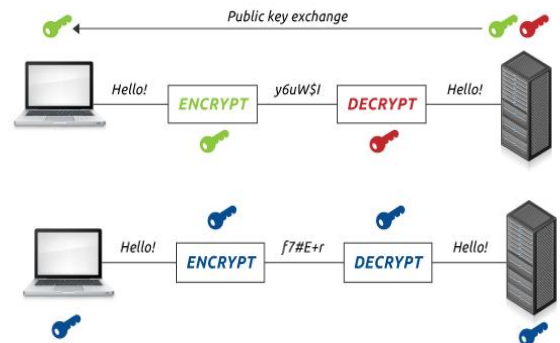 Public key exchange
Hello! ENCRYPT y6uW$I DECRYPT Hello!
Hello! ENCRYPT f7#E+r DECRYPT Hello!